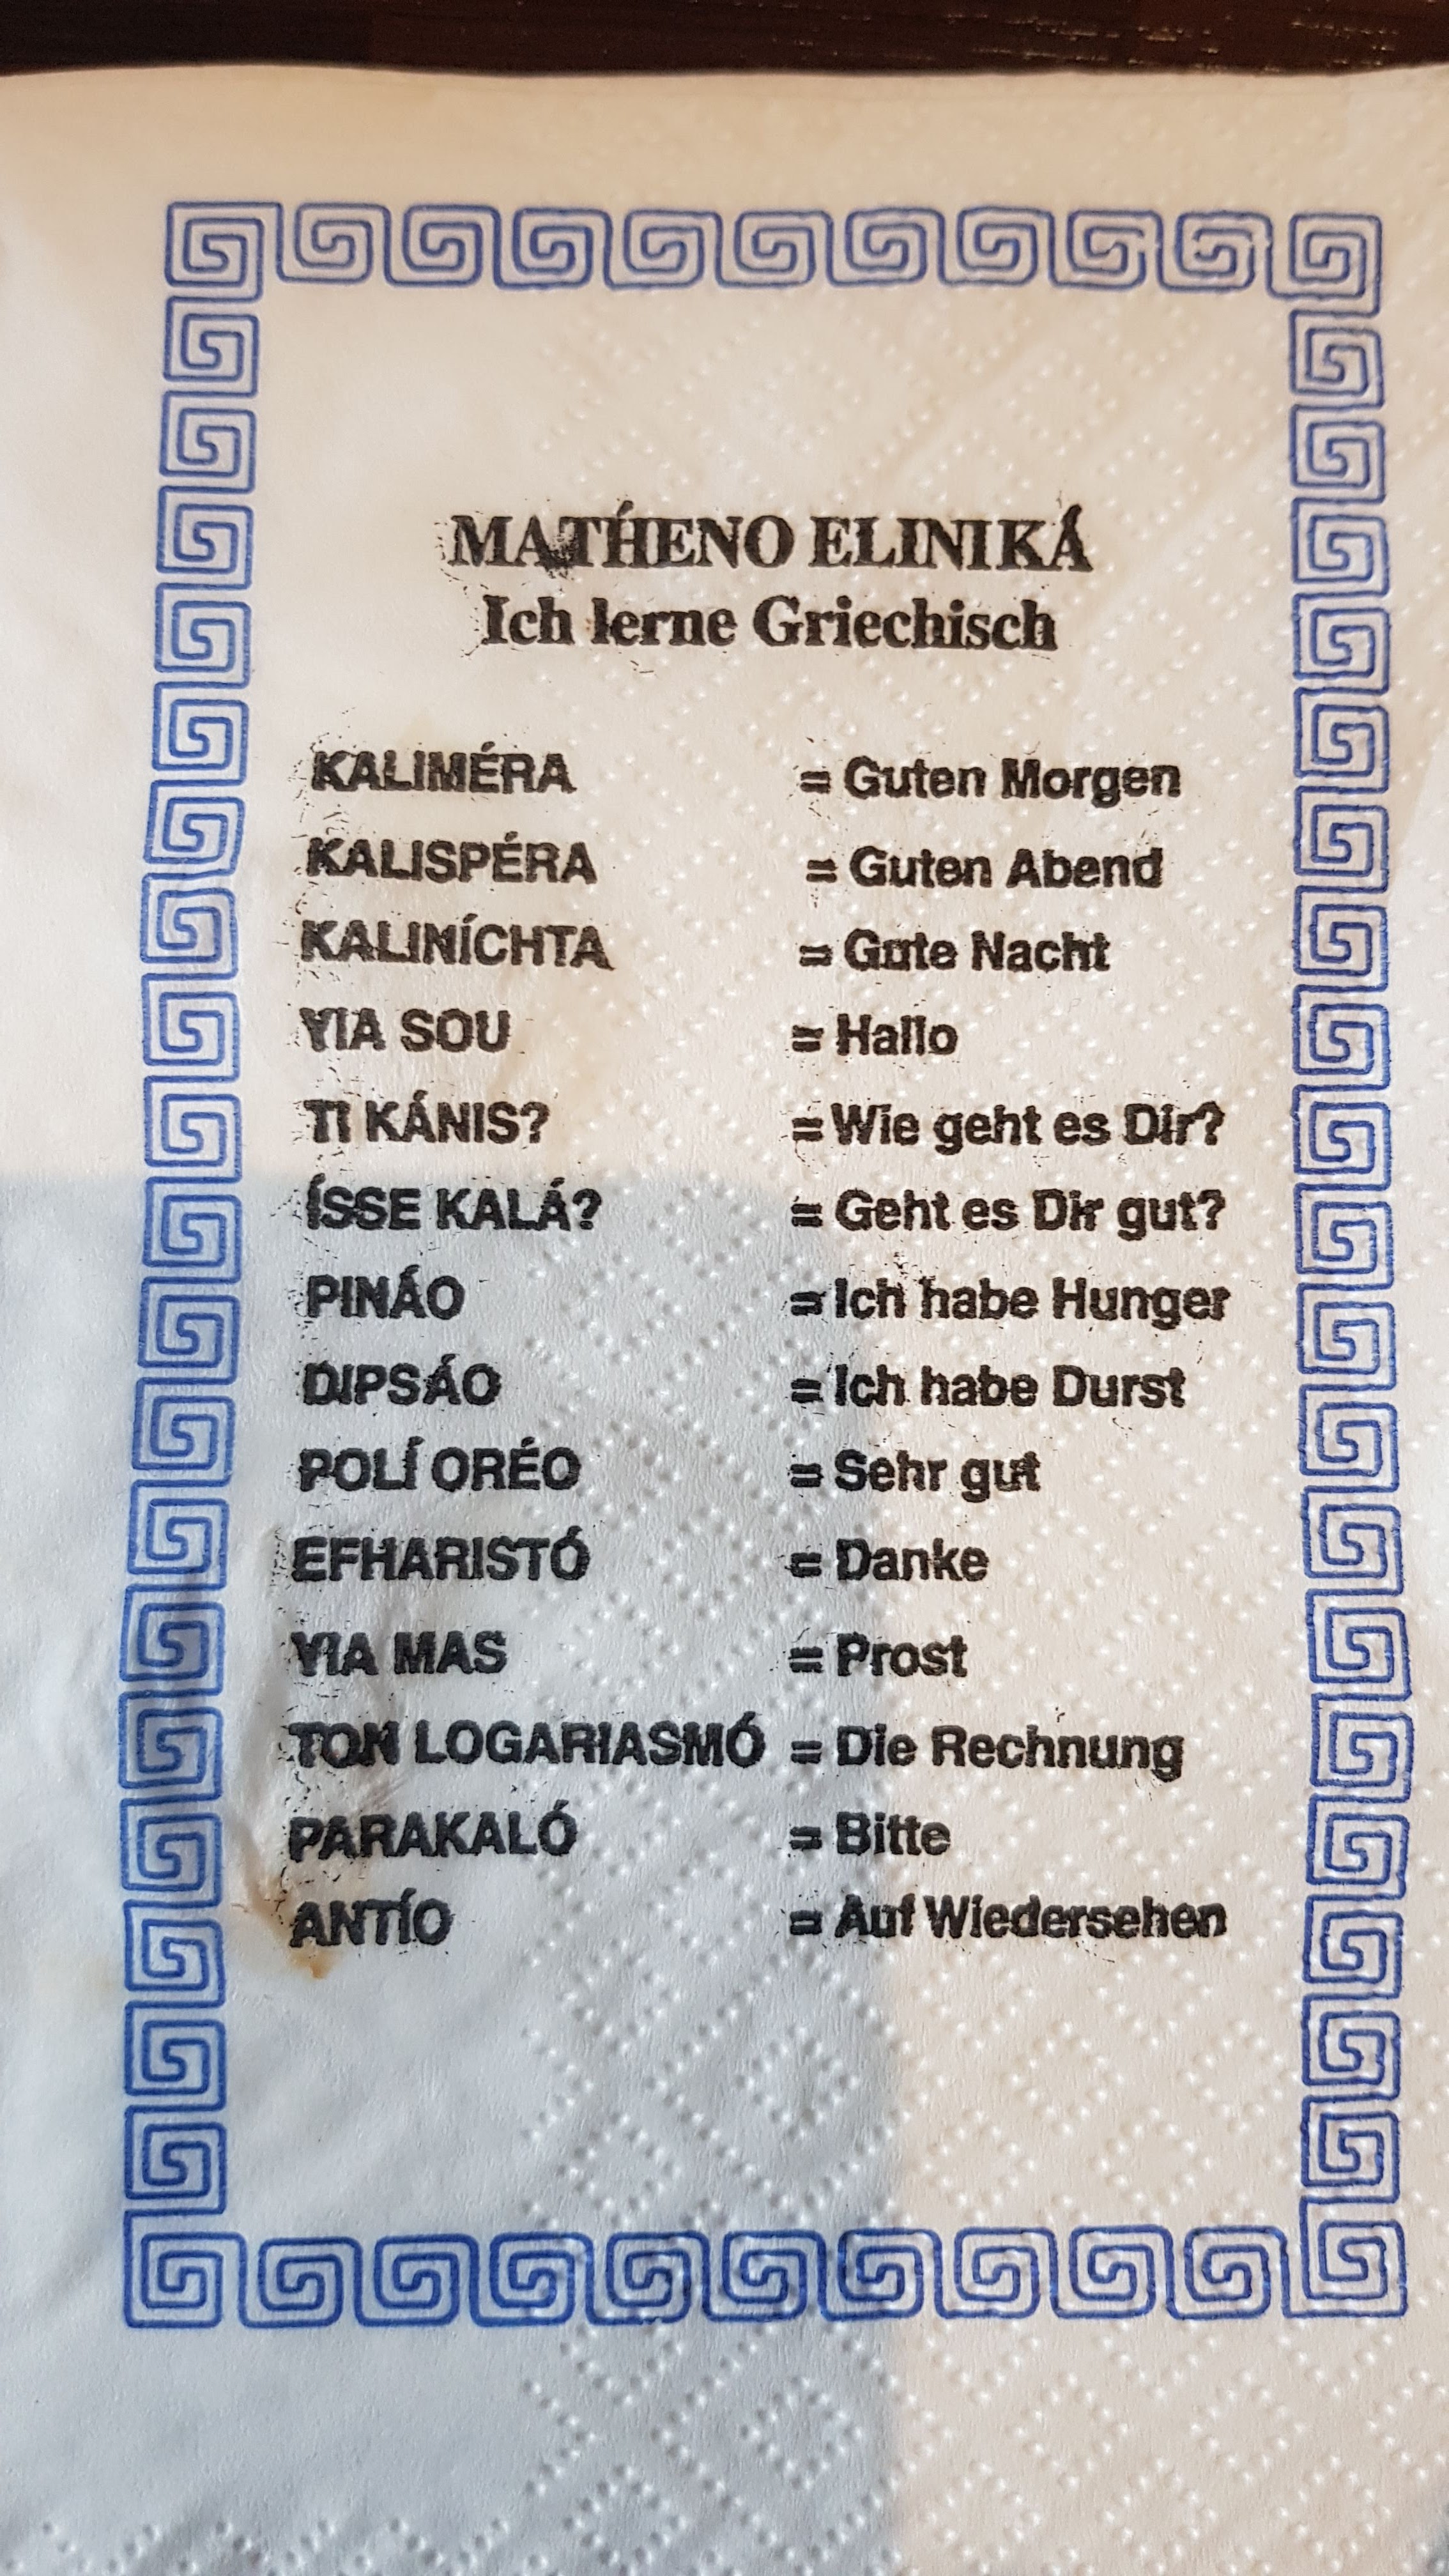 MATHENO ELINIKÁ
Ich lerne Griechisch
KALIMÉRA = Guten Morgen
KALISPÉRA = Guten Abend
KALINÍCHTA = Gute Nacht
YIA SOU = Hallo
TI KÁNIS? = Wie geht es Dir?
ÍSSE KALÁ? = Geht es Dir gut?
PINÁO = Ich habe Hunger
DIPSÁO = Ich habe Durst
POLÍ ORÉO = Sehr gut
EFHARISTÓ = Danke
YIA MAS = Prost
TON LOGARIASMÓ = Die Rechnung
PARAKALÓ = Bitte
ANTÍO = Auf Wiedersehen